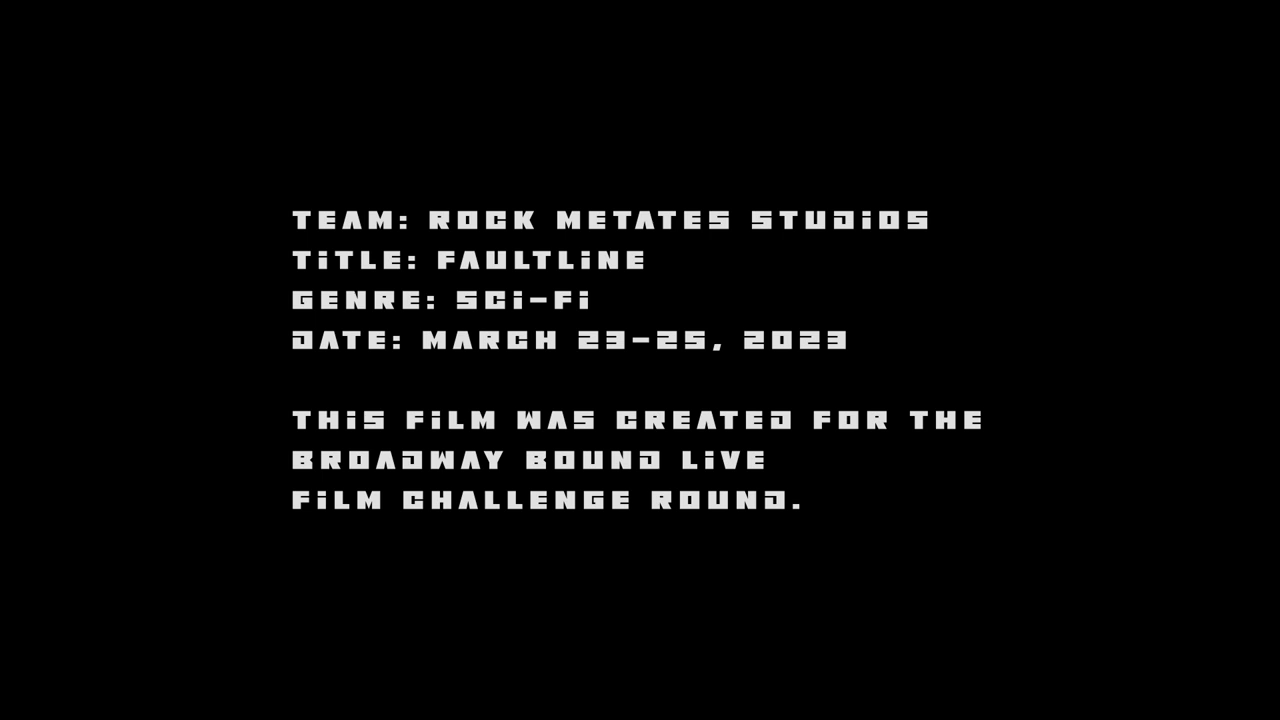 TEAM: ROCK METATES STUDiOS
TiTLE: FAULTLiNE
GENRE: SCi-Fi
DATE: MARCH 23-25, 2023
THiS FiLM WAS CREATED FOR THE
BROADWAY BOUND LiVE
FiLM CHALLENGE ROUND.